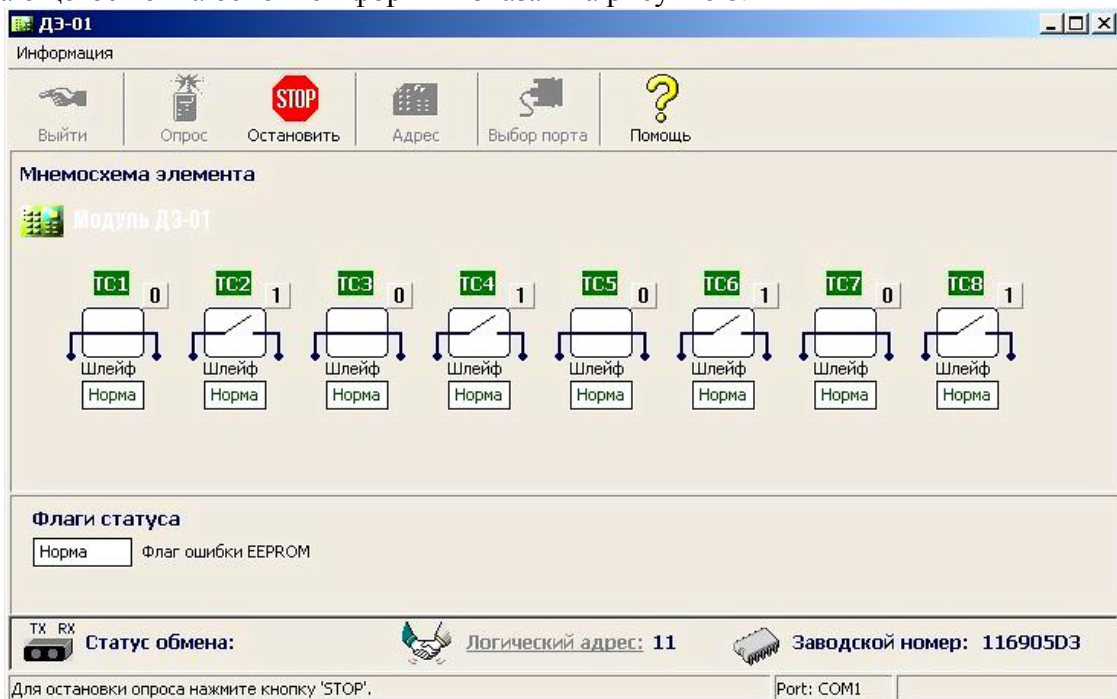 ДЭ-01
Информация
Выйти Опрос STOP Остановить Адрес Выбор порта Помощь
Мнемосхема элемента
Модуль ДЭ-01
ТС1 0 ТС2 1 ТС3 0 ТС4 1 ТС5 0 ТС6 1 ТС7 0 ТС8 1
Шлейф Шлейф Шлейф Шлейф Шлейф Шлейф Шлейф Шлейф
Норма Норма Норма Норма Норма Норма Норма Норма
Флаги статуса
Норма Флаг ошибки EEPROM
TX RX
Статус обмена: Логический адрес: 11 Заводской номер: 116905D3
Для остановки опроса нажмите кнопку 'STOP'. Port: COM1